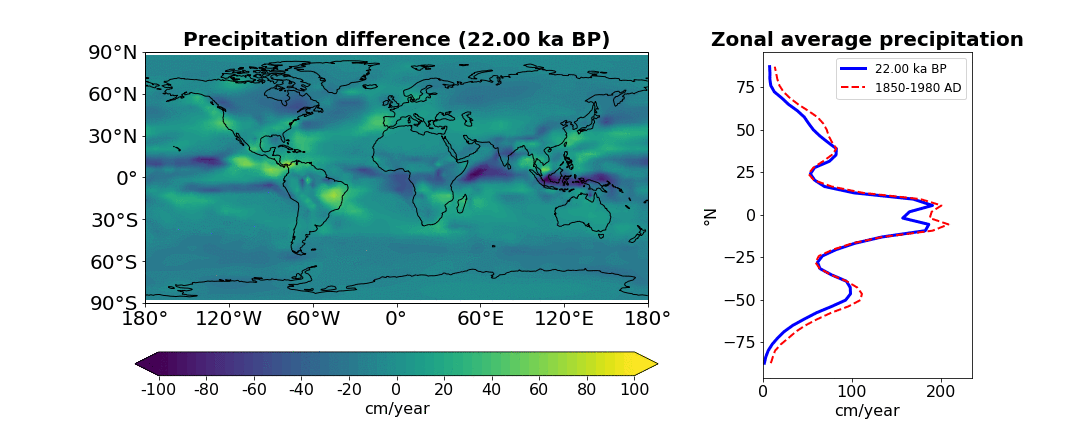 Precipitation difference (22.00 ka BP)
90°N
60°N
30°N
0°
30°S
60°S
90°S
180° 120°W 60°W 0° 60°E 120°E 180°
-100 -80 -60 -40 -20 0 20 40 60 80 100
cm/year
Zonal average precipitation
22.00 ka BP
1850-1980 AD
°N
75
50
25
0
−25
−50
−75
0 100 200
cm/year